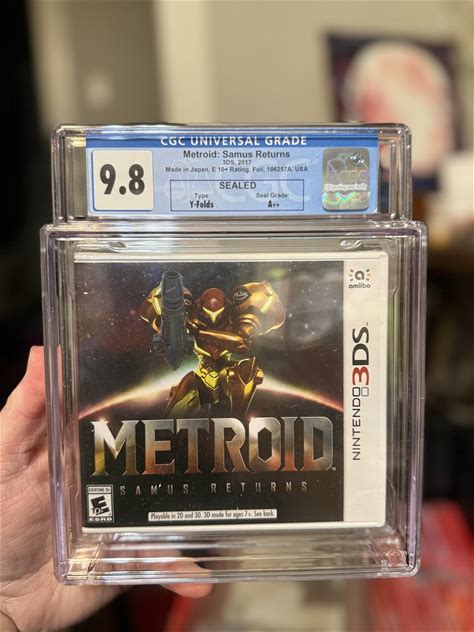 CGC UNIVERSAL GRADE
9.8
Metroid: Samus Returns
3DS, 2017
Made in Japan, E 10+ Rating, Foil, 106257A, USA
SEALED
Type:
Y-Folds
Seal Grade:
A++
a
amiibo
NINTENDO 3DS
METROID
SAMUS RETURNS
Playable in 2D and 3D. 3D mode for ages 7+. See back
EVERYONE 10+
E
ESRB